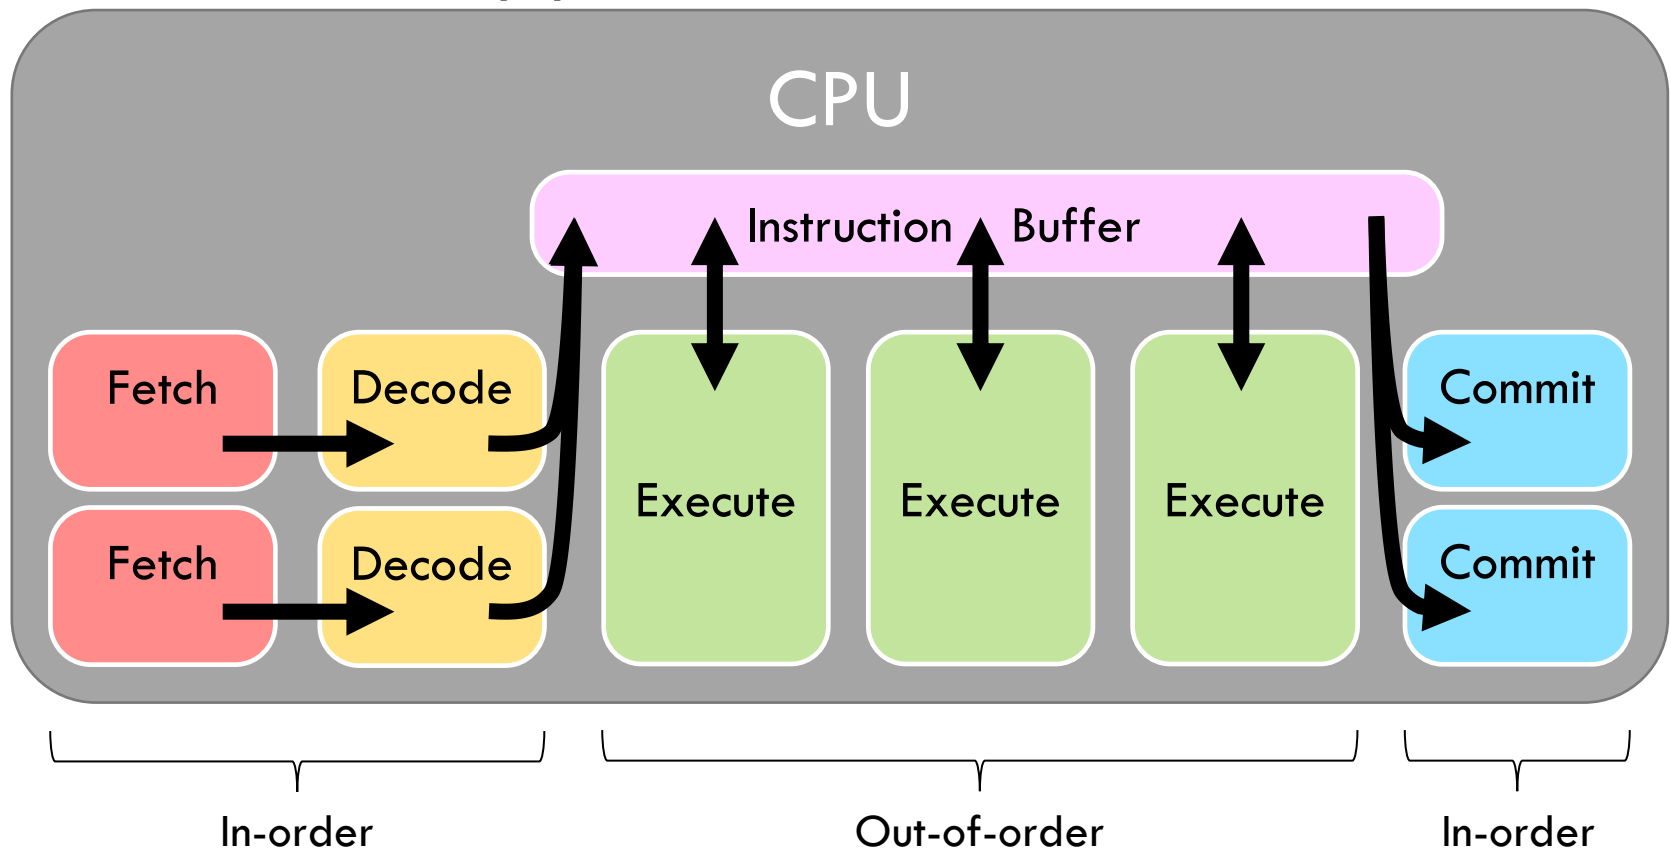 CPU
Instruction Buffer
Fetch
Decode
Execute
Execute
Execute
Commit
Fetch
Decode
Commit
In-order
Out-of-order
In-order